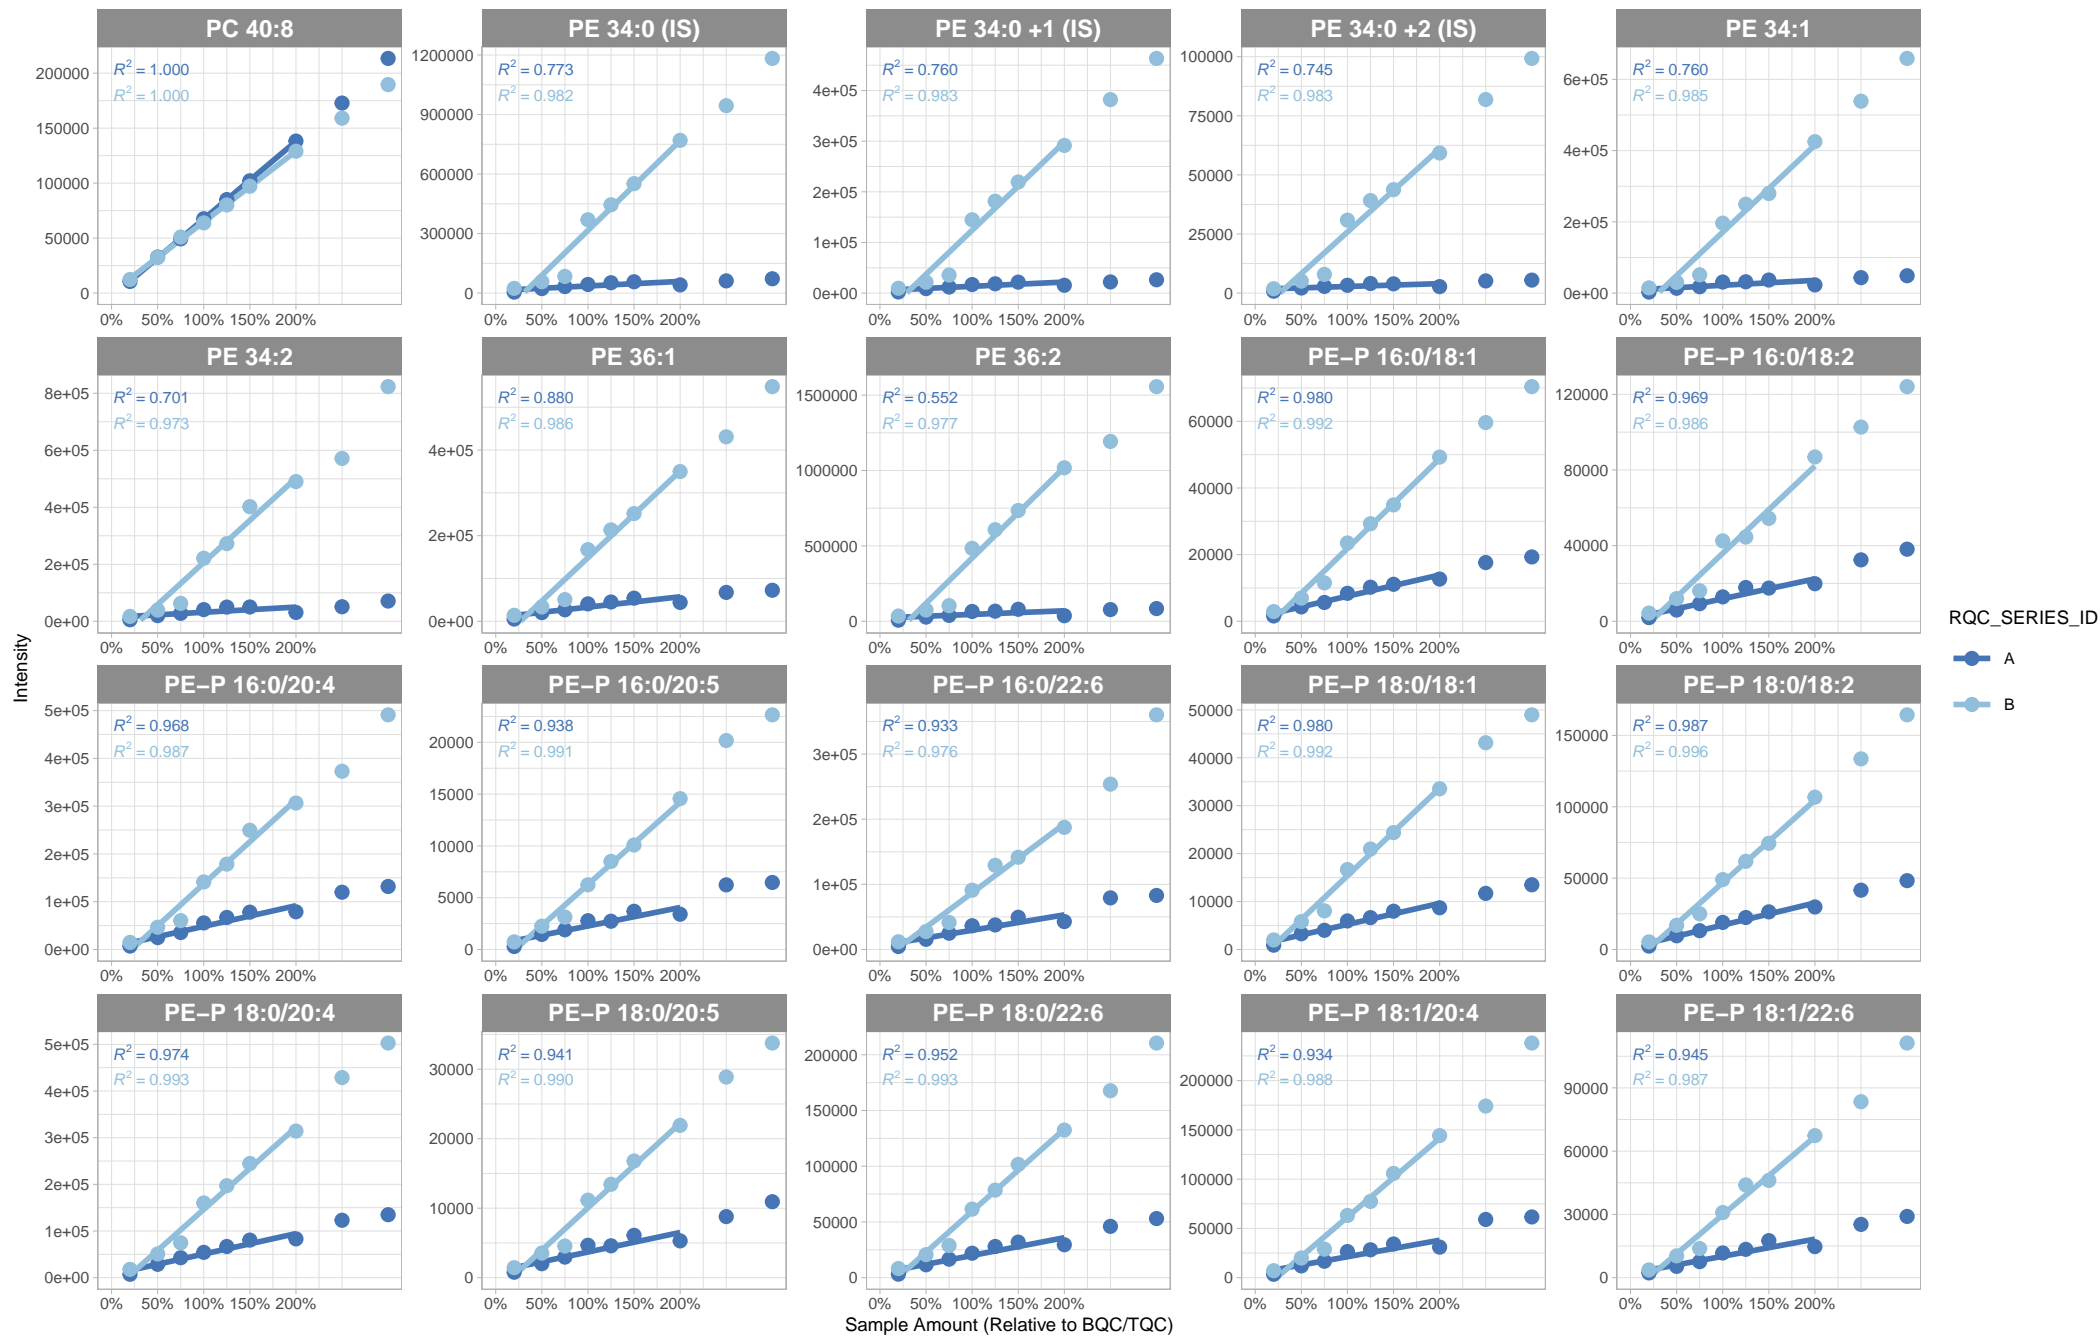 PC 40:8
R² = 1.000
R² = 1.000
200000
150000
100000
50000
0
0% 50% 100% 150% 200%
PE 34:0 (IS)
R² = 0.773
R² = 0.982
1200000
900000
600000
300000
0
0% 50% 100% 150% 200%
PE 34:0 +1 (IS)
R² = 0.760
R² = 0.983
4e+05
3e+05
2e+05
1e+05
0e+00
0% 50% 100% 150% 200%
PE 34:0 +2 (IS)
R² = 0.745
R² = 0.983
100000
75000
50000
25000
0
0% 50% 100% 150% 200%
PE 34:1
R² = 0.760
R² = 0.985
6e+05
4e+05
2e+05
0e+00
0% 50% 100% 150% 200%
PE 34:2
R² = 0.701
R² = 0.973
8e+05
6e+05
4e+05
2e+05
0e+00
0% 50% 100% 150% 200%
PE 36:1
R² = 0.880
R² = 0.986
4e+05
2e+05
0e+00
0% 50% 100% 150% 200%
PE 36:2
R² = 0.552
R² = 0.977
1500000
1000000
500000
0
0% 50% 100% 150% 200%
PE−P 16:0/18:1
R² = 0.980
R² = 0.992
60000
40000
20000
0
0% 50% 100% 150% 200%
PE−P 16:0/18:2
R² = 0.969
R² = 0.986
120000
80000
40000
0
0% 50% 100% 150% 200%
PE−P 16:0/20:4
R² = 0.968
R² = 0.987
5e+05
4e+05
3e+05
2e+05
1e+05
0e+00
0% 50% 100% 150% 200%
PE−P 16:0/20:5
R² = 0.938
R² = 0.991
20000
15000
10000
5000
0
0% 50% 100% 150% 200%
PE−P 16:0/22:6
R² = 0.933
R² = 0.976
3e+05
2e+05
1e+05
0e+00
0% 50% 100% 150% 200%
PE−P 18:0/18:1
R² = 0.980
R² = 0.992
50000
40000
30000
20000
10000
0
0% 50% 100% 150% 200%
PE−P 18:0/18:2
R² = 0.987
R² = 0.996
150000
100000
50000
0
0% 50% 100% 150% 200%
PE−P 18:0/20:4
R² = 0.974
R² = 0.993
5e+05
4e+05
3e+05
2e+05
1e+05
0e+00
0% 50% 100% 150% 200%
PE−P 18:0/20:5
R² = 0.941
R² = 0.990
30000
20000
10000
0
0% 50% 100% 150% 200%
PE−P 18:0/22:6
R² = 0.952
R² = 0.993
200000
150000
100000
50000
0
0% 50% 100% 150% 200%
PE−P 18:1/20:4
R² = 0.934
R² = 0.988
200000
150000
100000
50000
0
0% 50% 100% 150% 200%
PE−P 18:1/22:6
R² = 0.945
R² = 0.987
90000
60000
30000
0
0% 50% 100% 150% 200%
Intensity
Sample Amount (Relative to BQC/TQC)
RQC_SERIES_ID
A
B